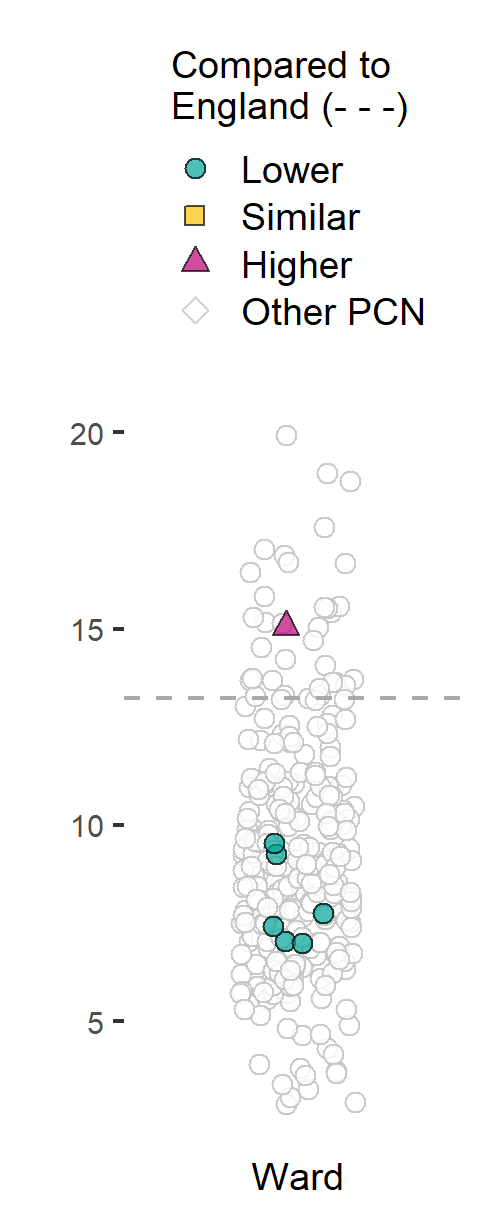 Compared to
England (- - -)
Lower
Similar
Higher
Other PCN
20
15
10
5
Ward